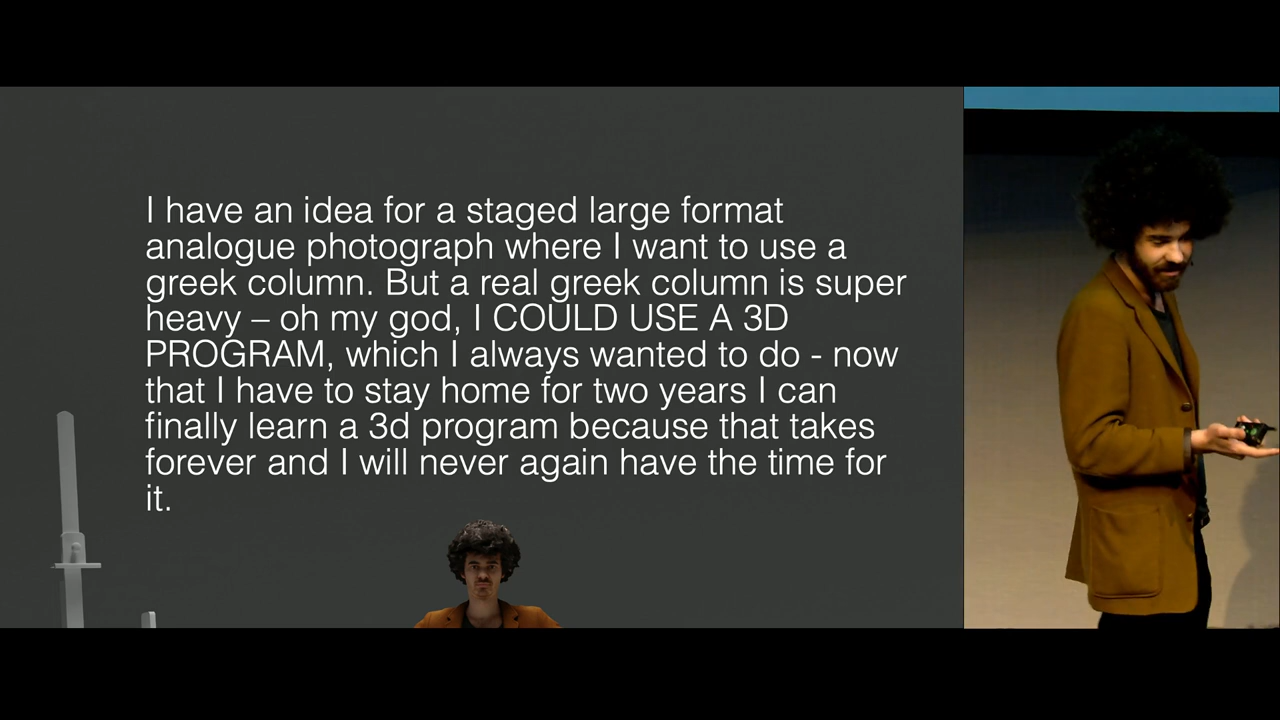 I have an idea for a staged large format
analogue photograph where I want to use a
greek column. But a real greek column is super
heavy – oh my god, I COULD USE A 3D
PROGRAM, which I always wanted to do - now
that I have to stay home for two years I can
finally learn a 3d program because that takes
forever and I will never again have the time for
it.